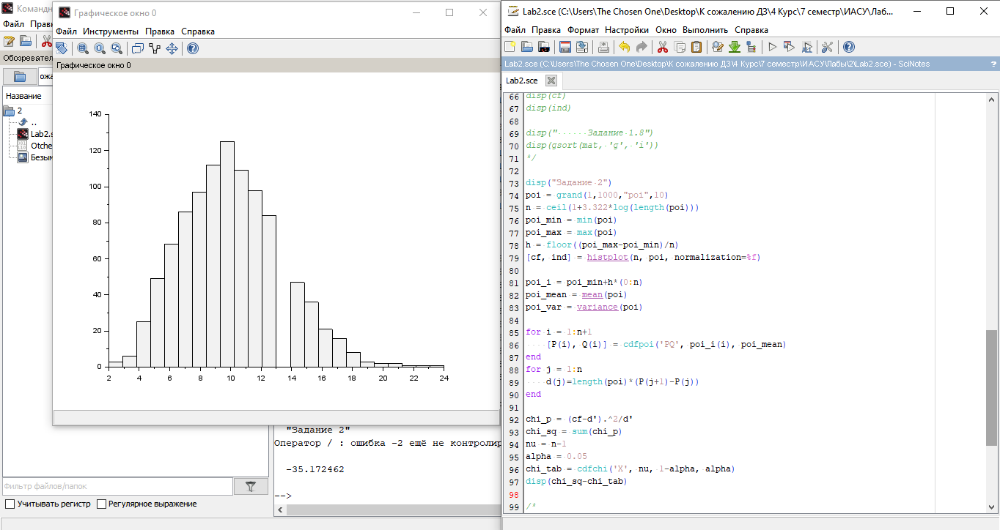 Командн
Файл Правк
Обозревател
ожа
Название
2
..
Lab2.s
Otche
Безым
Фильтр файлов/папок
Учитывать регистр Регулярное выражение
Графическое окно 0
Файл Инструменты Правка Справка
Графическое окно 0
140
120
100
80
60
40
20
0
2 4 6 8 10 12 14 16 18 20 22 24
"Задание 2"
Оператор / : ошибка -2 ещё не контролир
-35.172462
-->
Lab2.sce (C:\Users\The Chosen One\Desktop\К сожалению ДЗ\4 Курс\7 семестр\ИАСУ\Лаб...
Файл Правка Формат Настройки Окно Выполнить Справка
Lab2.sce (C:\Users\The Chosen One\Desktop\К сожалению ДЗ\4 Курс\7 семестр\ИАСУ\Лабы\2\Lab2.sce) - SciNotes ?
Lab2.sce
66 disp(cf)
67 disp(ind)
68
69 disp("······Задание·1.8")
70 disp(gsort(mat,·'g',·'i'))
71 */
72
73 disp("Задание·2")
74 poi·=·grand(1,1000,"poi",10)
75 n·=·ceil(1+3.322*log(length(poi)))
76 poi_min·=·min(poi)
77 poi_max·=·max(poi)
78 h·=·floor((poi_max-poi_min)/n)
79 [cf,·ind]·=·histplot(n,·poi,·normalization=%f)
80
81 poi_i·=·poi_min+h*(0:n)
82 poi_mean·=·mean(poi)
83 poi_var·=·variance(poi)
84
85 for·i·=·1:n+1
86 ····[P(i),·Q(i)]·=·cdfpoi('PQ',·poi_i(i),·poi_mean)
87 end
88 for·j·=·1:n
89 ····d(j)=length(poi)*(P(j+1)-P(j))
90 end
91
92 chi_p·=·(cf-d').^2/d'
93 chi_sq·=·sum(chi_p)
94 nu·=·n-1
95 alpha·=·0.05
96 chi_tab·=·cdfchi('X',·nu,·1-alpha,·alpha)
97 disp(chi_sq-chi_tab)
98
99 /*